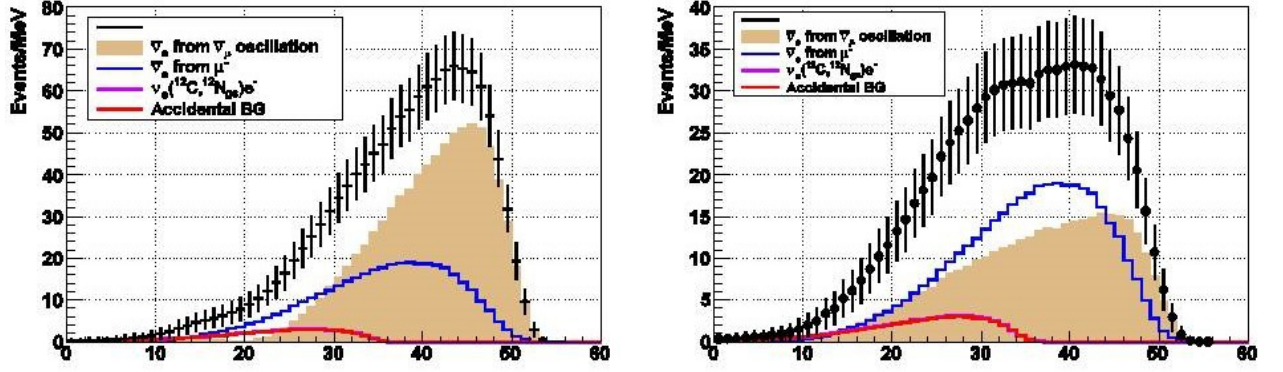 Events/MeV
80
70
60
50
40
30
20
10
0
ν̅e from ν̅μ oscillation
ν̅e from μ-
νe(12C,12Ngs)e-
Accidental BG
0 10 20 30 40 50 60
Events/MeV
40
35
30
25
20
15
10
5
0
ν̅e from ν̅μ oscillation
ν̅e from μ-
νe(12C,12Ngs)e-
Accidental BG
0 10 20 30 40 50 60